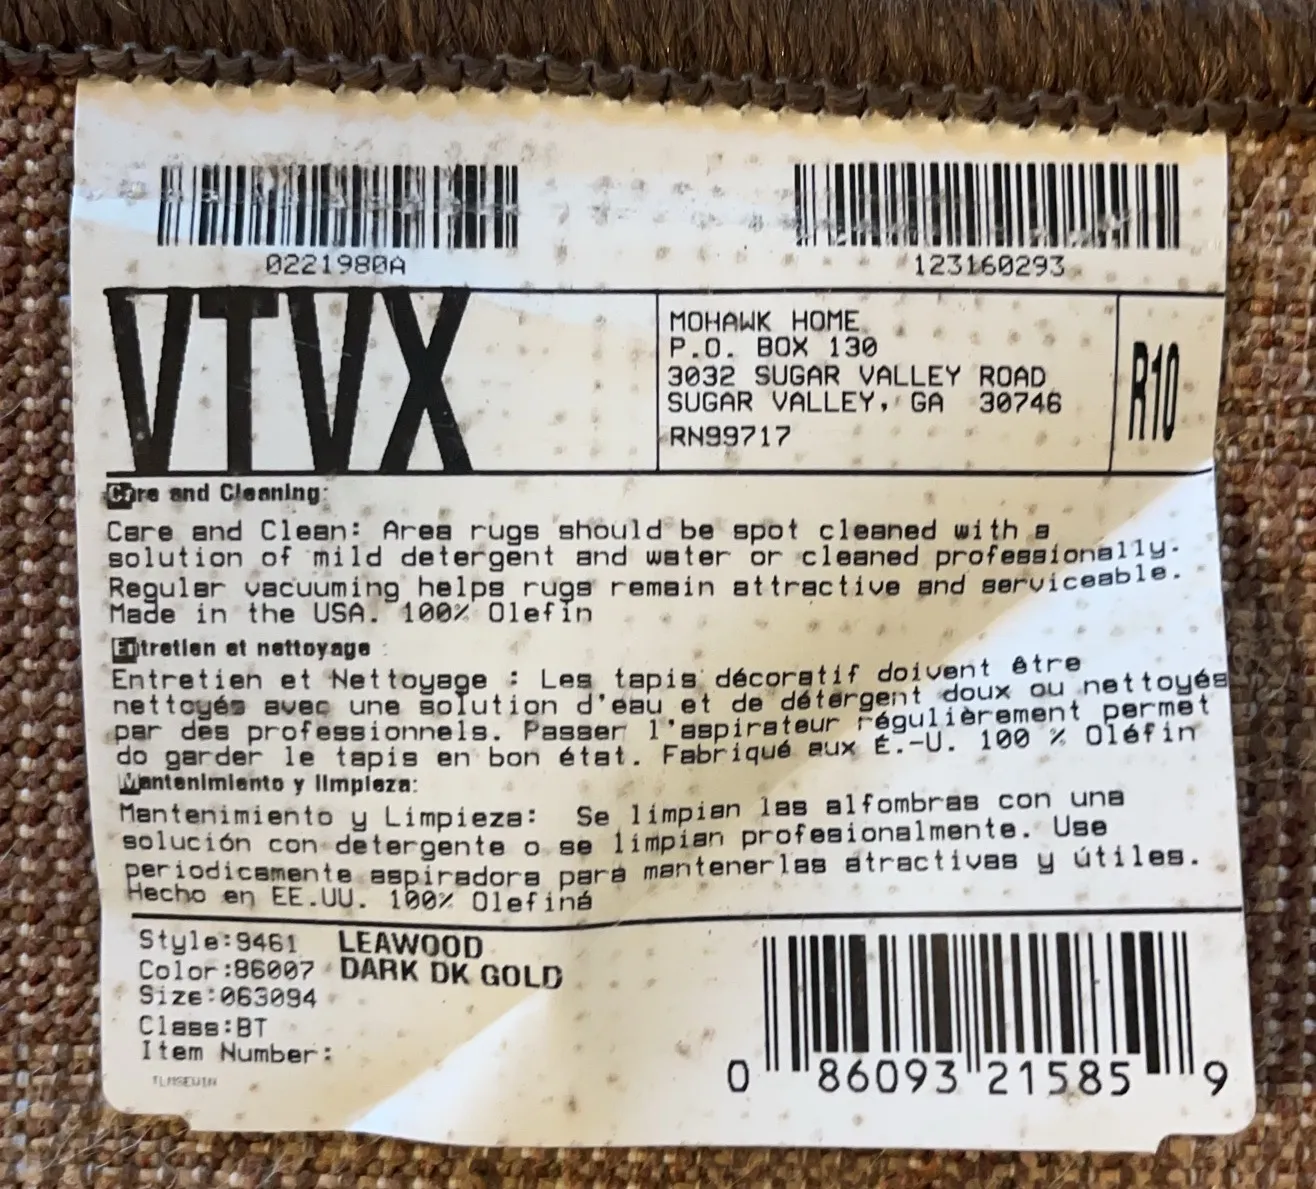 0221980A
123160293
VTVX
MOHAWK HOME
P.O. BOX 130
3032 SUGAR VALLEY ROAD
SUGAR VALLEY, GA 30746
RN99717
R10
Care and Cleaning:
Care and Clean: Area rugs should be spot cleaned with a
solution of mild detergent and water or cleaned professionally.
Regular vacuuming helps rugs remain attractive and serviceable.
Made in the USA. 100% Olefin
Entretien et nettoyage :
Entretien et Nettoyage : Les tapis décoratif doivent être
nettoyés avec une solution d'eau et de détergent doux ou nettoyés
par des professionnels. Passer l'aspirateur régulièrement permet
do garder le tapis en bon état. Fabriqué aux É.-U. 100 % Oléfin
Mantenimiento y limpieza:
Mantenimiento y Limpieza: Se limpian las alfombras con una
solución con detergente o se limpian profesionalmente. Use
periodicamente aspiradora para mantenerlas atractivas y útiles.
Hecho en EE.UU. 100% Olefiná
Style:9461 LEAWOOD
Color:86007 DARK DK GOLD
Size:063094
Class:BT
Item Number:
0 86093 21585 9